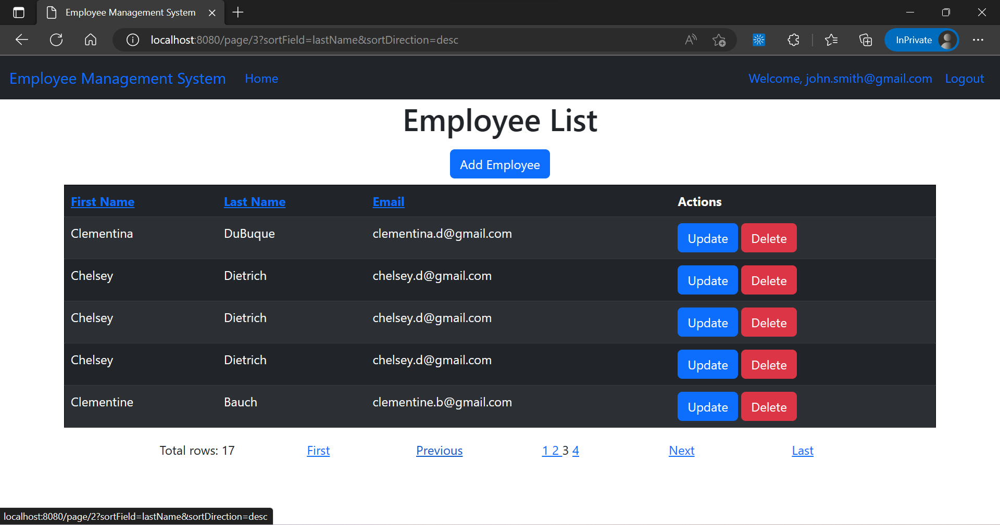 Employee Management System
localhost:8080/page/3?sortField=lastName&sortDirection=desc
InPrivate
Employee Management System Home Welcome, john.smith@gmail.com Logout
Employee List
Add Employee
First Name Last Name Email Actions
Clementina DuBuque clementina.d@gmail.com Update Delete
Chelsey Dietrich chelsey.d@gmail.com Update Delete
Chelsey Dietrich chelsey.d@gmail.com Update Delete
Chelsey Dietrich chelsey.d@gmail.com Update Delete
Clementine Bauch clementine.b@gmail.com Update Delete
Total rows: 17 First Previous 1 2 3 4 Next Last
localhost:8080/page/2?sortField=lastName&sortDirection=desc